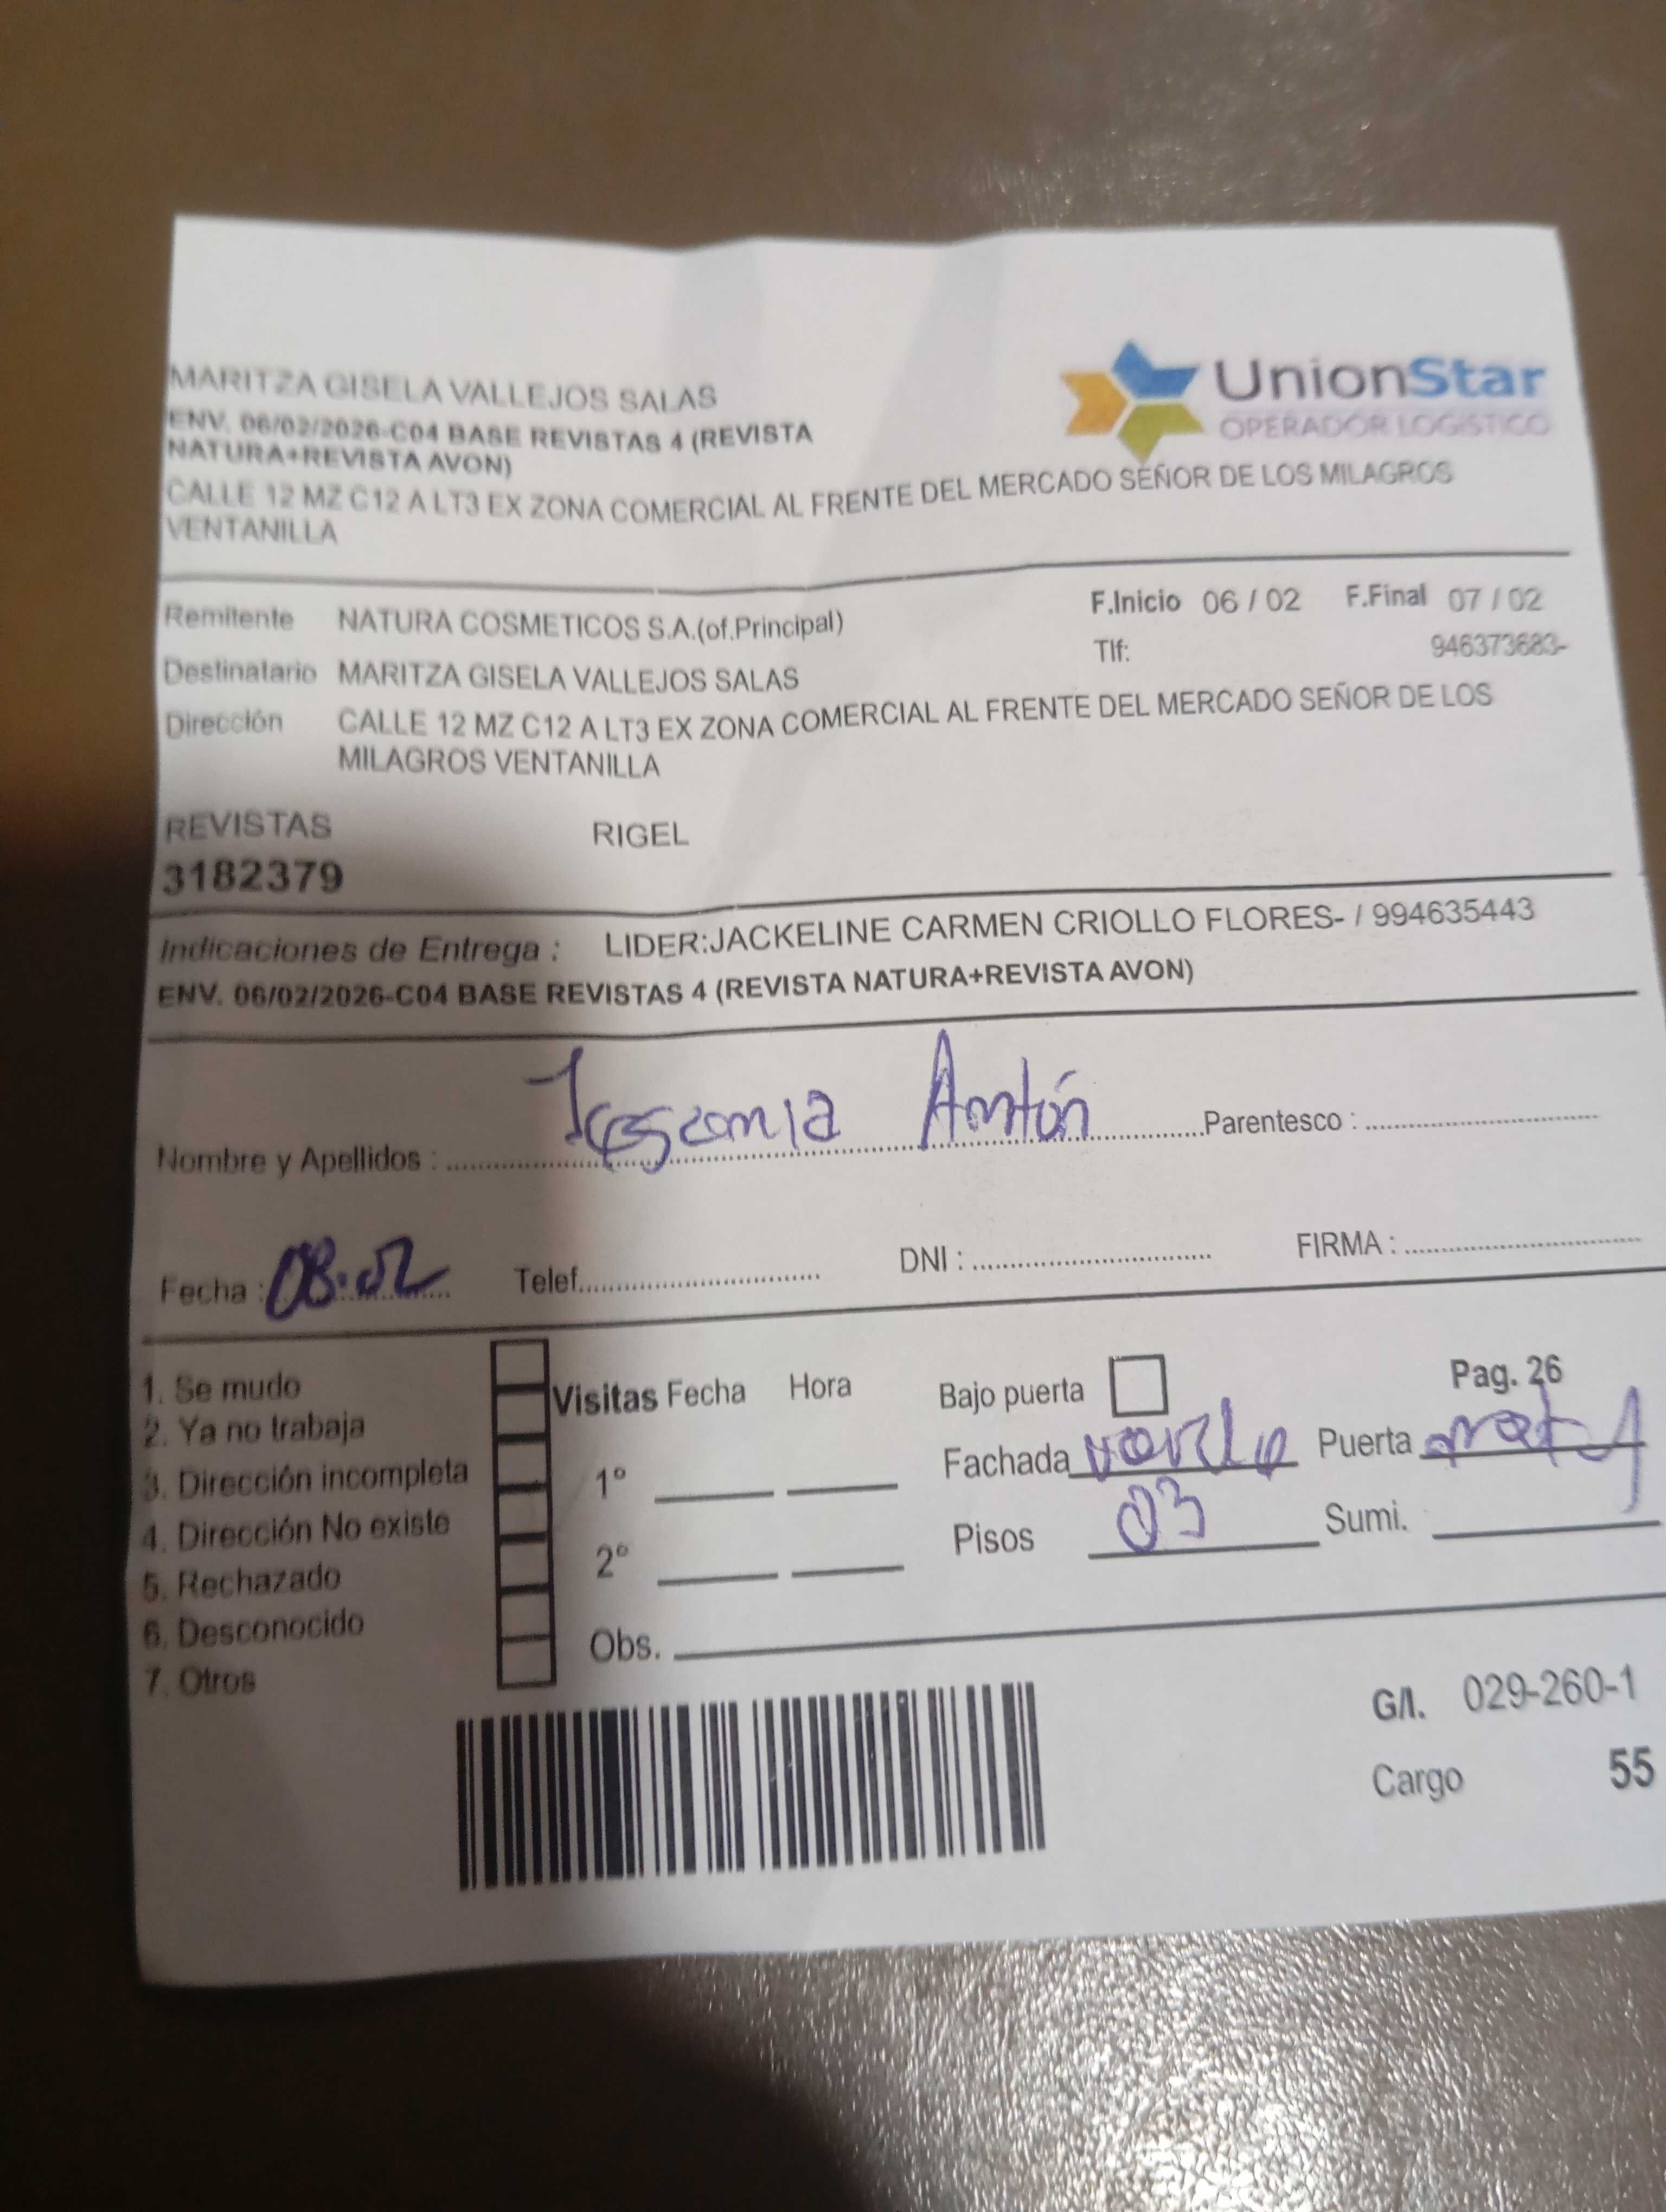 MARITZA GISELA VALLEJOS SALAS
ENV. 06/02/2026-C04 BASE REVISTAS 4 (REVISTA
NATURA+REVISTA AVON)
UnionStar
OPERADOR LOGISTICO
CALLE 12 MZ C12 A LT3 EX ZONA COMERCIAL AL FRENTE DEL MERCADO SEÑOR DE LOS MILAGROS
VENTANILLA
Remitente NATURA COSMETICOS S.A.(of.Principal) F.Inicio 06 / 02 F.Final 07 / 02
Destinatario MARITZA GISELA VALLEJOS SALAS Tlf: 946373683-
Dirección CALLE 12 MZ C12 A LT3 EX ZONA COMERCIAL AL FRENTE DEL MERCADO SEÑOR DE LOS
MILAGROS VENTANILLA
REVISTAS RIGEL
3182379
Indicaciones de Entrega : LIDER:JACKELINE CARMEN CRIOLLO FLORES- / 994635443
ENV. 06/02/2026-C04 BASE REVISTAS 4 (REVISTA NATURA+REVISTA AVON)
Nombre y Apellidos : Antón Parentesco :
Fecha : 08.02 Telef. DNI : FIRMA :
1. Se mudo
2. Ya no trabaja
3. Dirección incompleta
4. Dirección No existe
5. Rechazado
6. Desconocido
7. Otros
Visitas Fecha Hora
1°
2°
Obs.
Bajo puerta Pag. 26
Fachada Puerta
Pisos 03 Sumi.
G/I. 029-260-1
Cargo 55